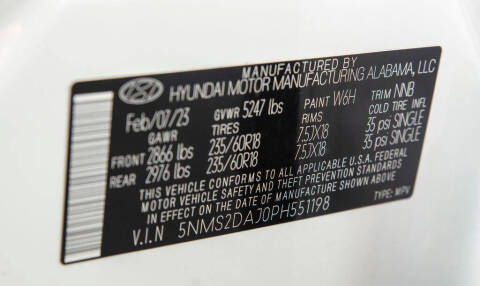 MANUFACTURED BY
HYUNDAI MOTOR MANUFACTURING ALABAMA, LLC
Feb/07/23 GVWR 5247 lbs PAINT W6H TRIM NNB
GAWR TIRES RIMS COLD TIRE INFL
FRONT 2866 lbs 235/60R18 7.5JX18 35 psi SINGLE
REAR 2976 lbs 235/60R18 7.5JX18 35 psi SINGLE
THIS VEHICLE CONFORMS TO ALL APPLICABLE U.S.A. FEDERAL
MOTOR VEHICLE SAFETY AND THEFT PREVENTION STANDARDS
IN EFFECT ON THE DATE OF MANUFACTURE SHOWN ABOVE.
V.I.N 5NMS2DAJ0PH551198 TYPE: MPV